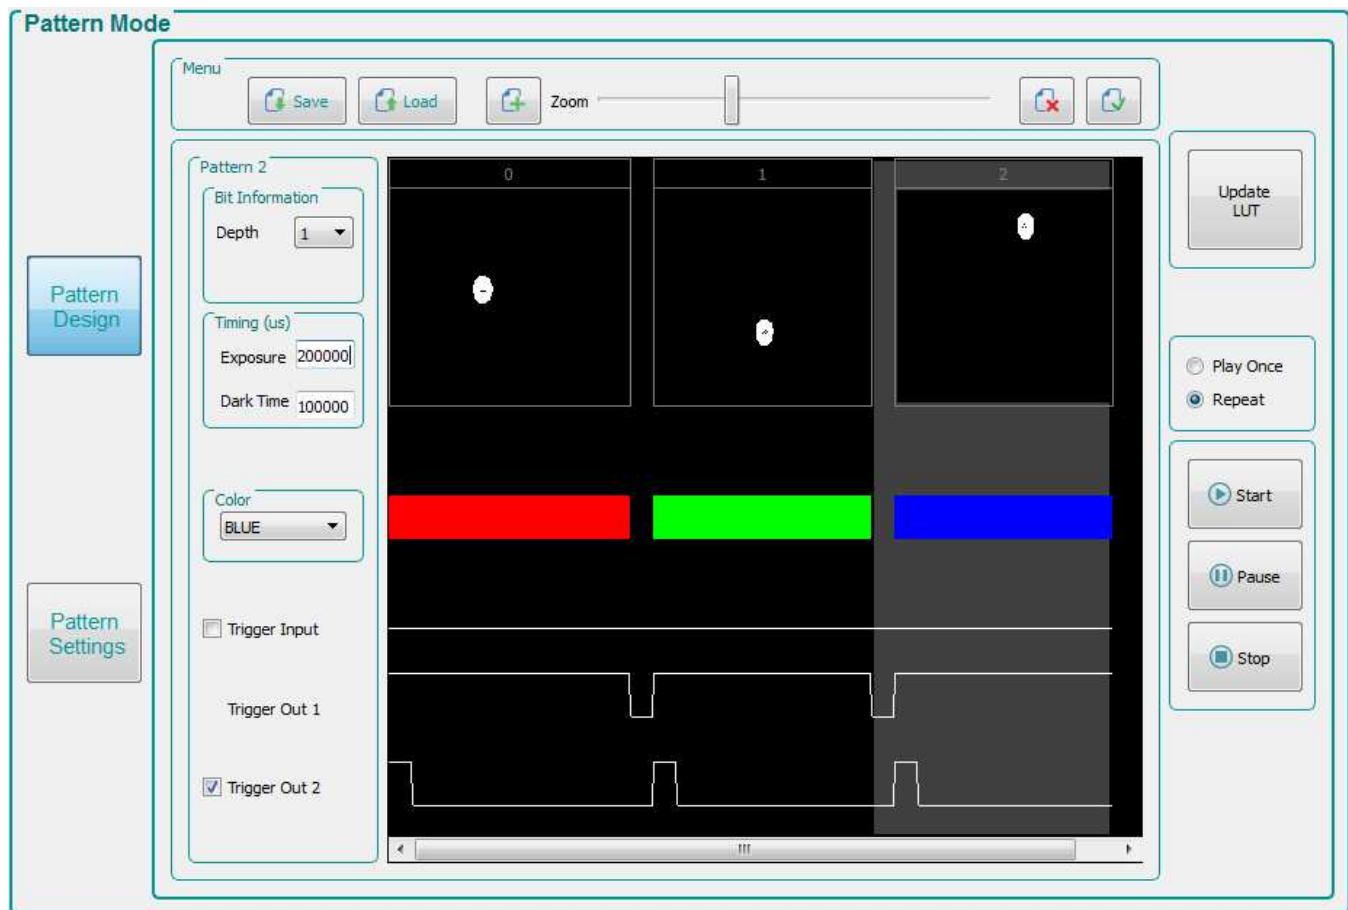 Pattern Mode
Menu
Save
Load
Zoom
Pattern 2
Bit Information
Depth
1
Timing (us)
Exposure 200000
Dark Time 100000
Color
BLUE
Trigger Input
Trigger Out 1
Trigger Out 2
0
1
2
Pattern
Design
Pattern
Settings
Update
LUT
Play Once
Repeat
Start
Pause
Stop